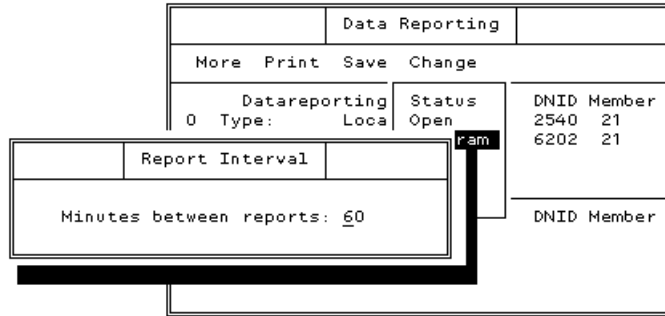 Data Reporting
More Print Save Change
Datareporting Status DNID Member
0 Type: Loca Open 2540 21
ram 6202 21
Report Interval
Minutes between reports: 60
DNID Member